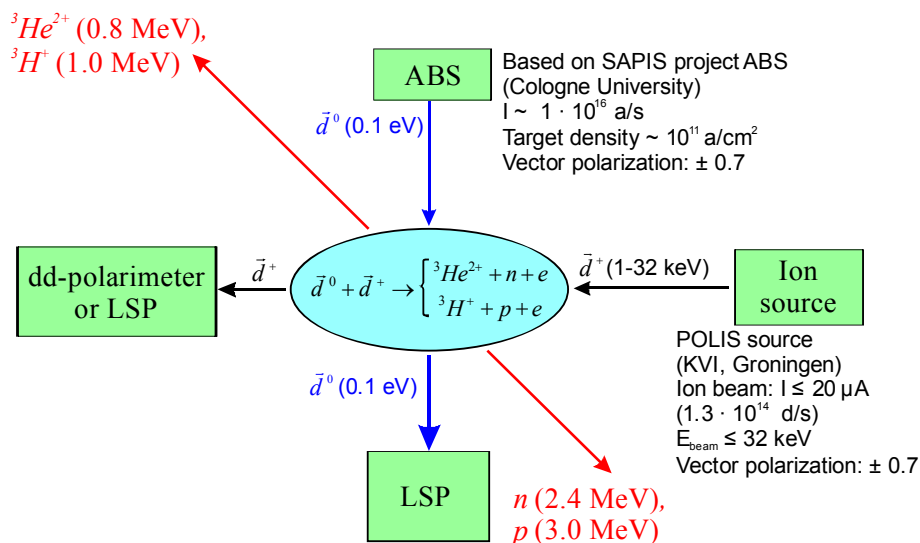 ³He²⁺ (0.8 MeV),
³H⁺ (1.0 MeV)
ABS
Based on SAPIS project ABS
(Cologne University)
I ~ 1 · 10¹⁶ a/s
Target density ~ 10¹¹ a/cm²
Vector polarization: ± 0.7
d⃗⁰ (0.1 eV)
dd-polarimeter
or LSP
d⃗⁺
d⃗⁰ + d⃗⁺ → { ³He²⁺ + n + e
³H⁺ + p + e
d⃗⁺ (1-32 keV)
Ion
source
POLIS source
(KVI, Groningen)
Ion beam: I ≤ 20 µA
(1.3 · 10¹⁴ d/s)
E_beam ≤ 32 keV
Vector polarization: ± 0.7
d⃗⁰ (0.1 eV)
LSP
n (2.4 MeV),
p (3.0 MeV)